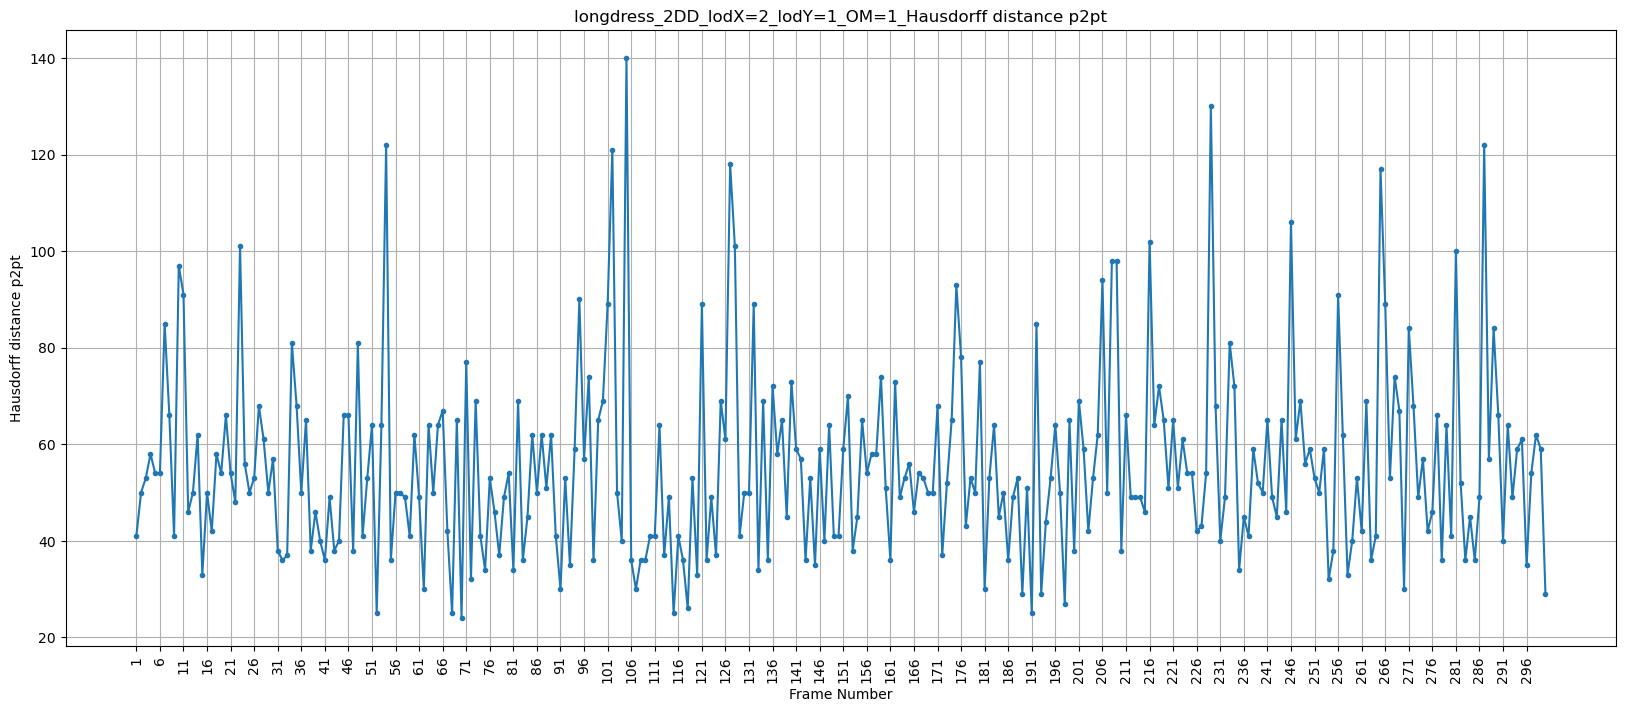 longdress_2DD_lodX=2_lodY=1_OM=1_Hausdorff distance p2pt
140
120
100
80
60
40
20
Hausdorff distance p2pt
1 6 11 16 21 26 31 36 41 46 51 56 61 66 71 76 81 86 91 96 101 106 111 116 121 126 131 136 141 146 151 156 161 166 171 176 181 186 191 196 201 206 211 216 221 226 231 236 241 246 251 256 261 266 271 276 281 286 291 296
Frame Number